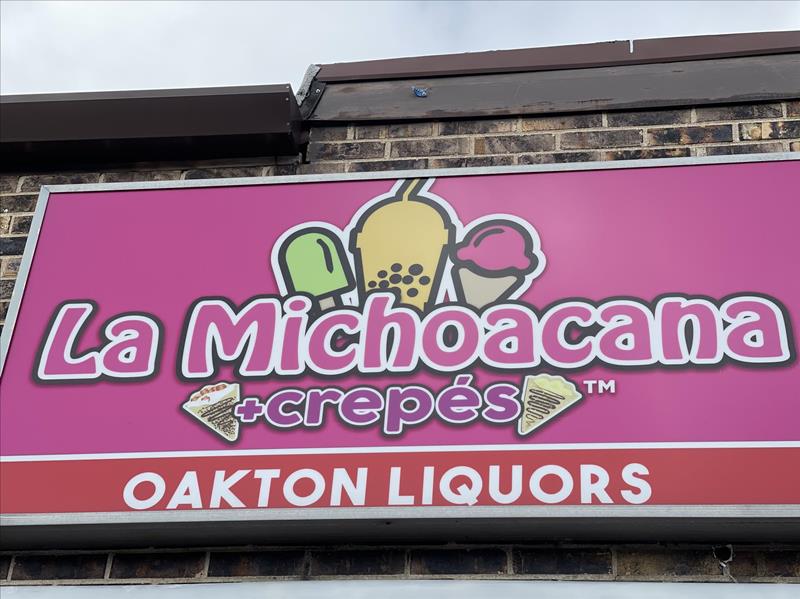 La Michoacana
+crepés™
OAKTON LIQUORS